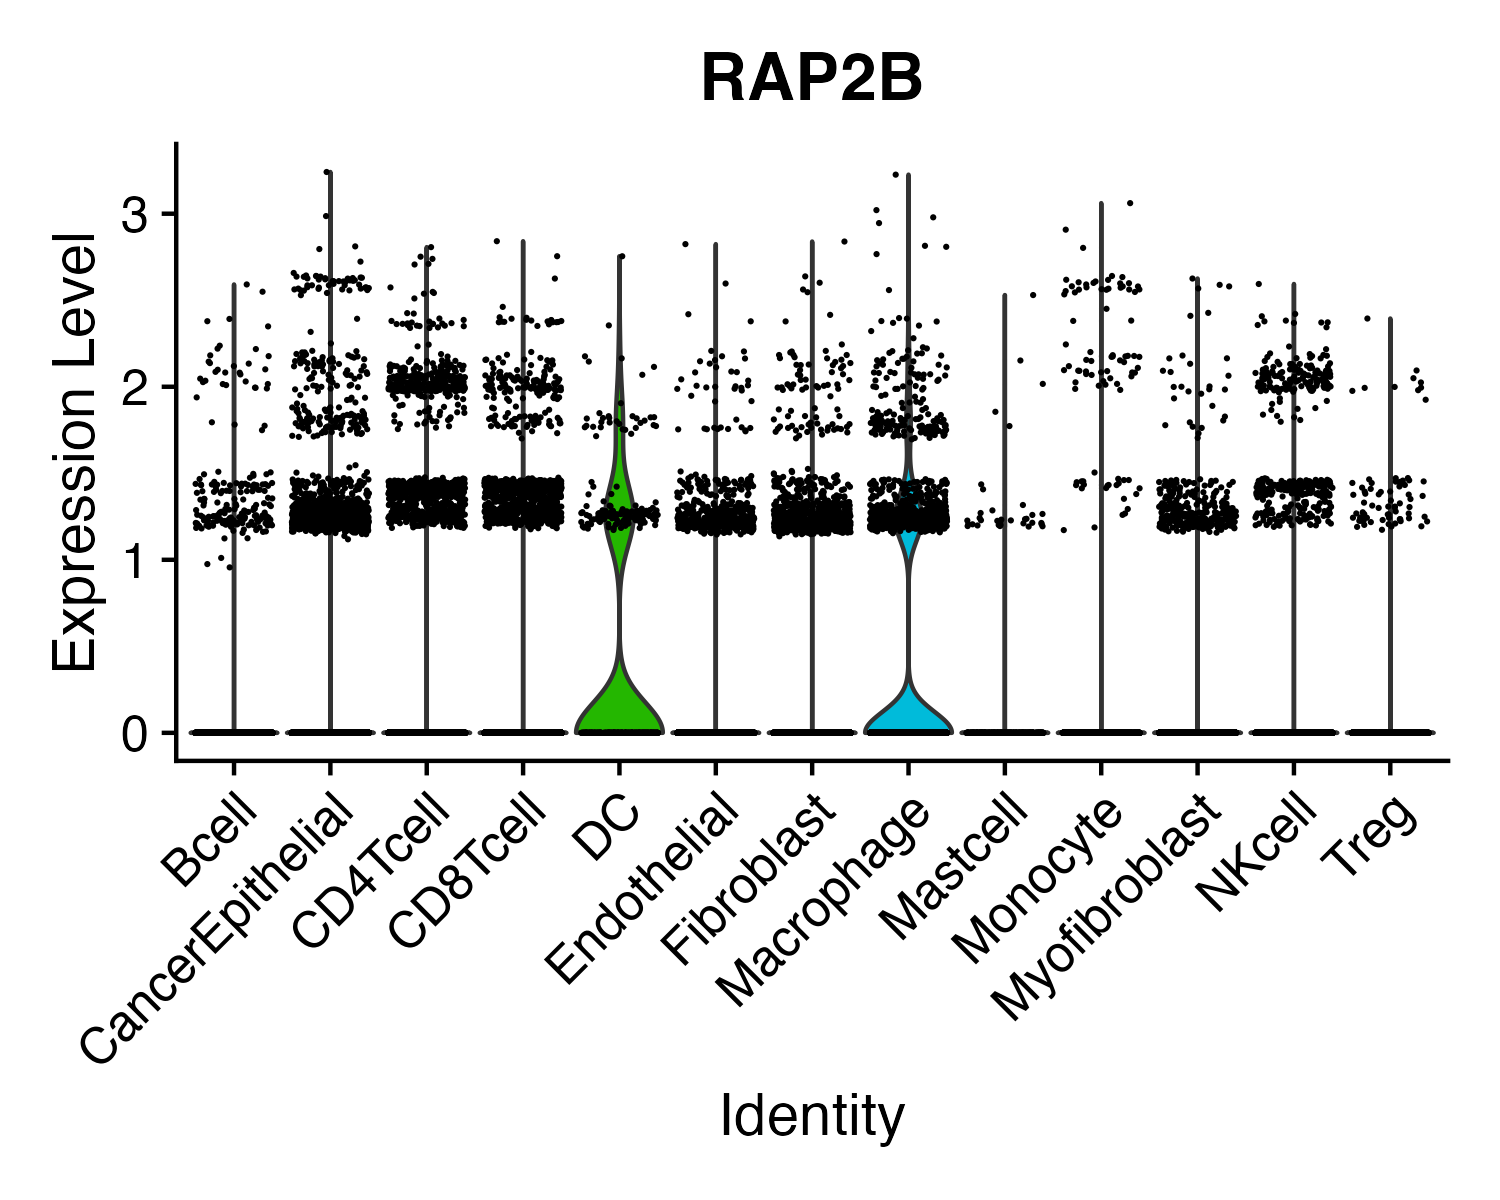 RAP2B
Expression Level
3
2
1
0
Bcell
CancerEpithelial
CD4Tcell
CD8Tcell
DC
Endothelial
Fibroblast
Macrophage
Mastcell
Monocyte
Myofibroblast
NKcell
Treg
Identity